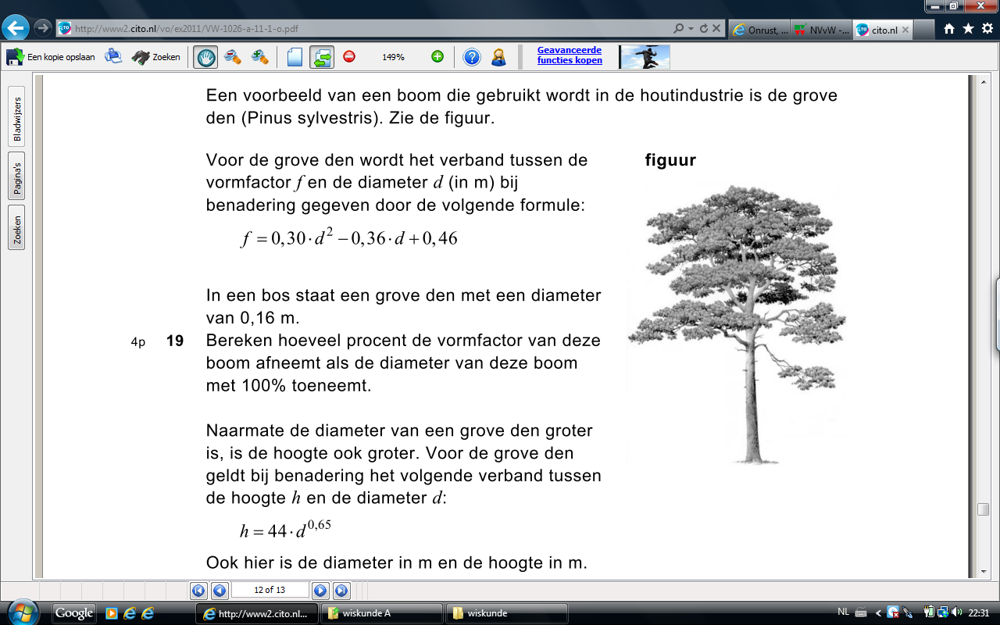 http://www2.cito.nl/vo/ex2011/VW-1026-a-11-1-o.pdf
Onrust, ...
NVvW -...
cito.nl
Een kopie opslaan
Zoeken
149%
Geavanceerde
functies kopen
Bladwijzers
Pagina's
Zoeken
Een voorbeeld van een boom die gebruikt wordt in de houtindustrie is de grove
den (Pinus sylvestris). Zie de figuur.
Voor de grove den wordt het verband tussen de
vormfactor f en de diameter d (in m) bij
benadering gegeven door de volgende formule:
f = 0,30 · d² − 0,36 · d + 0,46
figuur
In een bos staat een grove den met een diameter
van 0,16 m.
4p 19 Bereken hoeveel procent de vormfactor van deze
boom afneemt als de diameter van deze boom
met 100% toeneemt.
Naarmate de diameter van een grove den groter
is, is de hoogte ook groter. Voor de grove den
geldt bij benadering het volgende verband tussen
de hoogte h en de diameter d:
h = 44 · d^0,65
Ook hier is de diameter in m en de hoogte in m.
12 of 13
Google
http://www2.cito.nl...
wiskunde A
wiskunde
NL
22:31